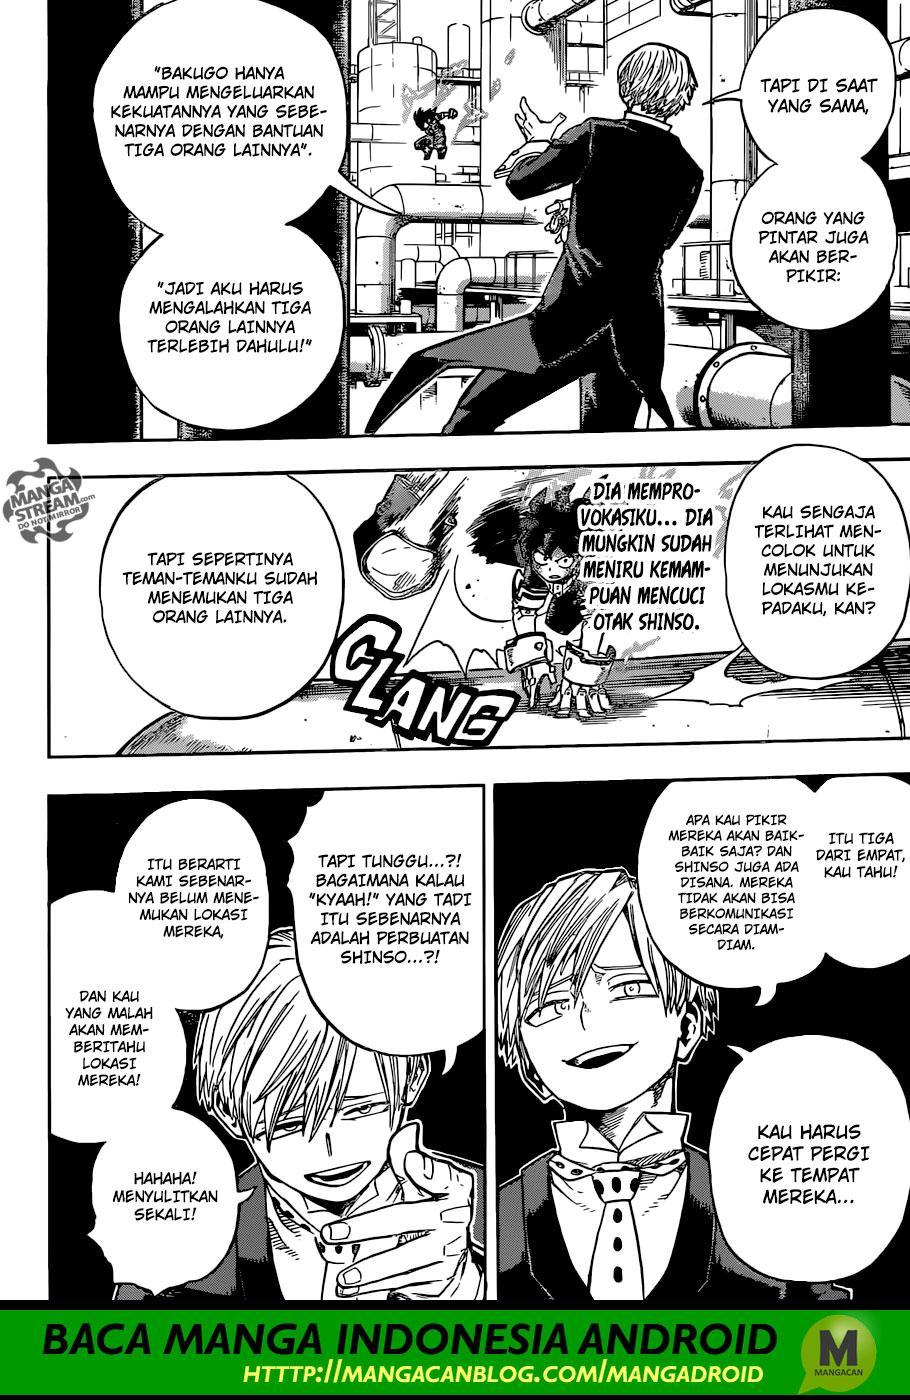 TAPI DI SAAT
YANG SAMA,
ORANG YANG
PINTAR JUGA
AKAN BER-
PIKIR:
"BAKUGO HANYA
MAMPU MENGELUARKAN
KEKUATANNYA YANG SEBE-
NARNYA DENGAN BANTUAN
TIGA ORANG LAINNYA".
"JADI AKU HARUS
MENGALAHKAN TIGA
ORANG LAINNYA
TERLEBIH DAHULU!"
KAU SENGAJA
TERLIHAT MEN-
COLOK UNTUK
MENUNJUKAN
LOKASMU KE-
PADAKU, KAN?
DIA MEMPRO-
VOKASIKU... DIA
MUNGKIN SUDAH
MENIRU KEMAM-
PUAN MENCUCI
OTAK SHINSO.
CLANG
TAPI SEPERTINYA
TEMAN-TEMANKU SUDAH
MENEMUKAN TIGA
ORANG LAINNYA.
MANGA
STREAM.com
DO NOT MIRROR!
ITU TIGA
DARI EMPAT,
KAU TAHU!
APA KAU PIKIR
MEREKA AKAN BAIK-
BAIK SAJA? DAN
SHINSO JUGA ADA
DISANA. MEREKA
TIDAK AKAN BISA
BERKOMUNIKASI
SECARA DIAM-
DIAM.
KAU HARUS
CEPAT PERGI
KE TEMPAT
MEREKA...
TAPI TUNGGU...?!
BAGAIMANA KALAU
"KYAAH!" YANG TADI
ITU SEBENARNYA
ADALAH PERBUATAN
SHINSO...?!
ITU BERARTI
KAMI SEBENAR-
NYA BELUM MENE-
MUKAN LOKASI
MEREKA,
DAN KAU
YANG MALAH
AKAN MEM-
BERITAHU
LOKASI
MEREKA!
HAHAHA!
MENYULITKAN
SEKALI!
BACA MANGA INDONESIA ANDROID
HTTTP://MANGACANBLOG.COM/MANGADROID
M
MANGACAN